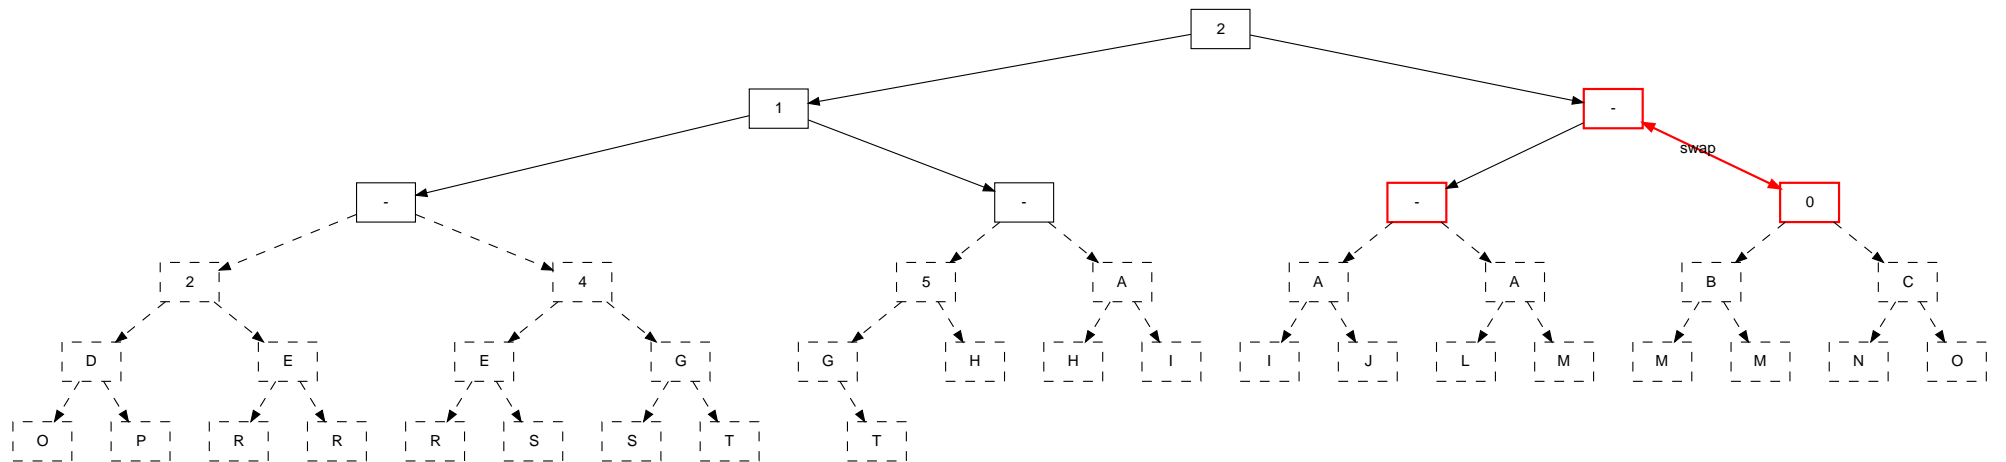 2
1 -
swap
- - - 0
2 4 5 A A A B C
D E E G G H H I I J L M M M N O
O P R R R S S T T